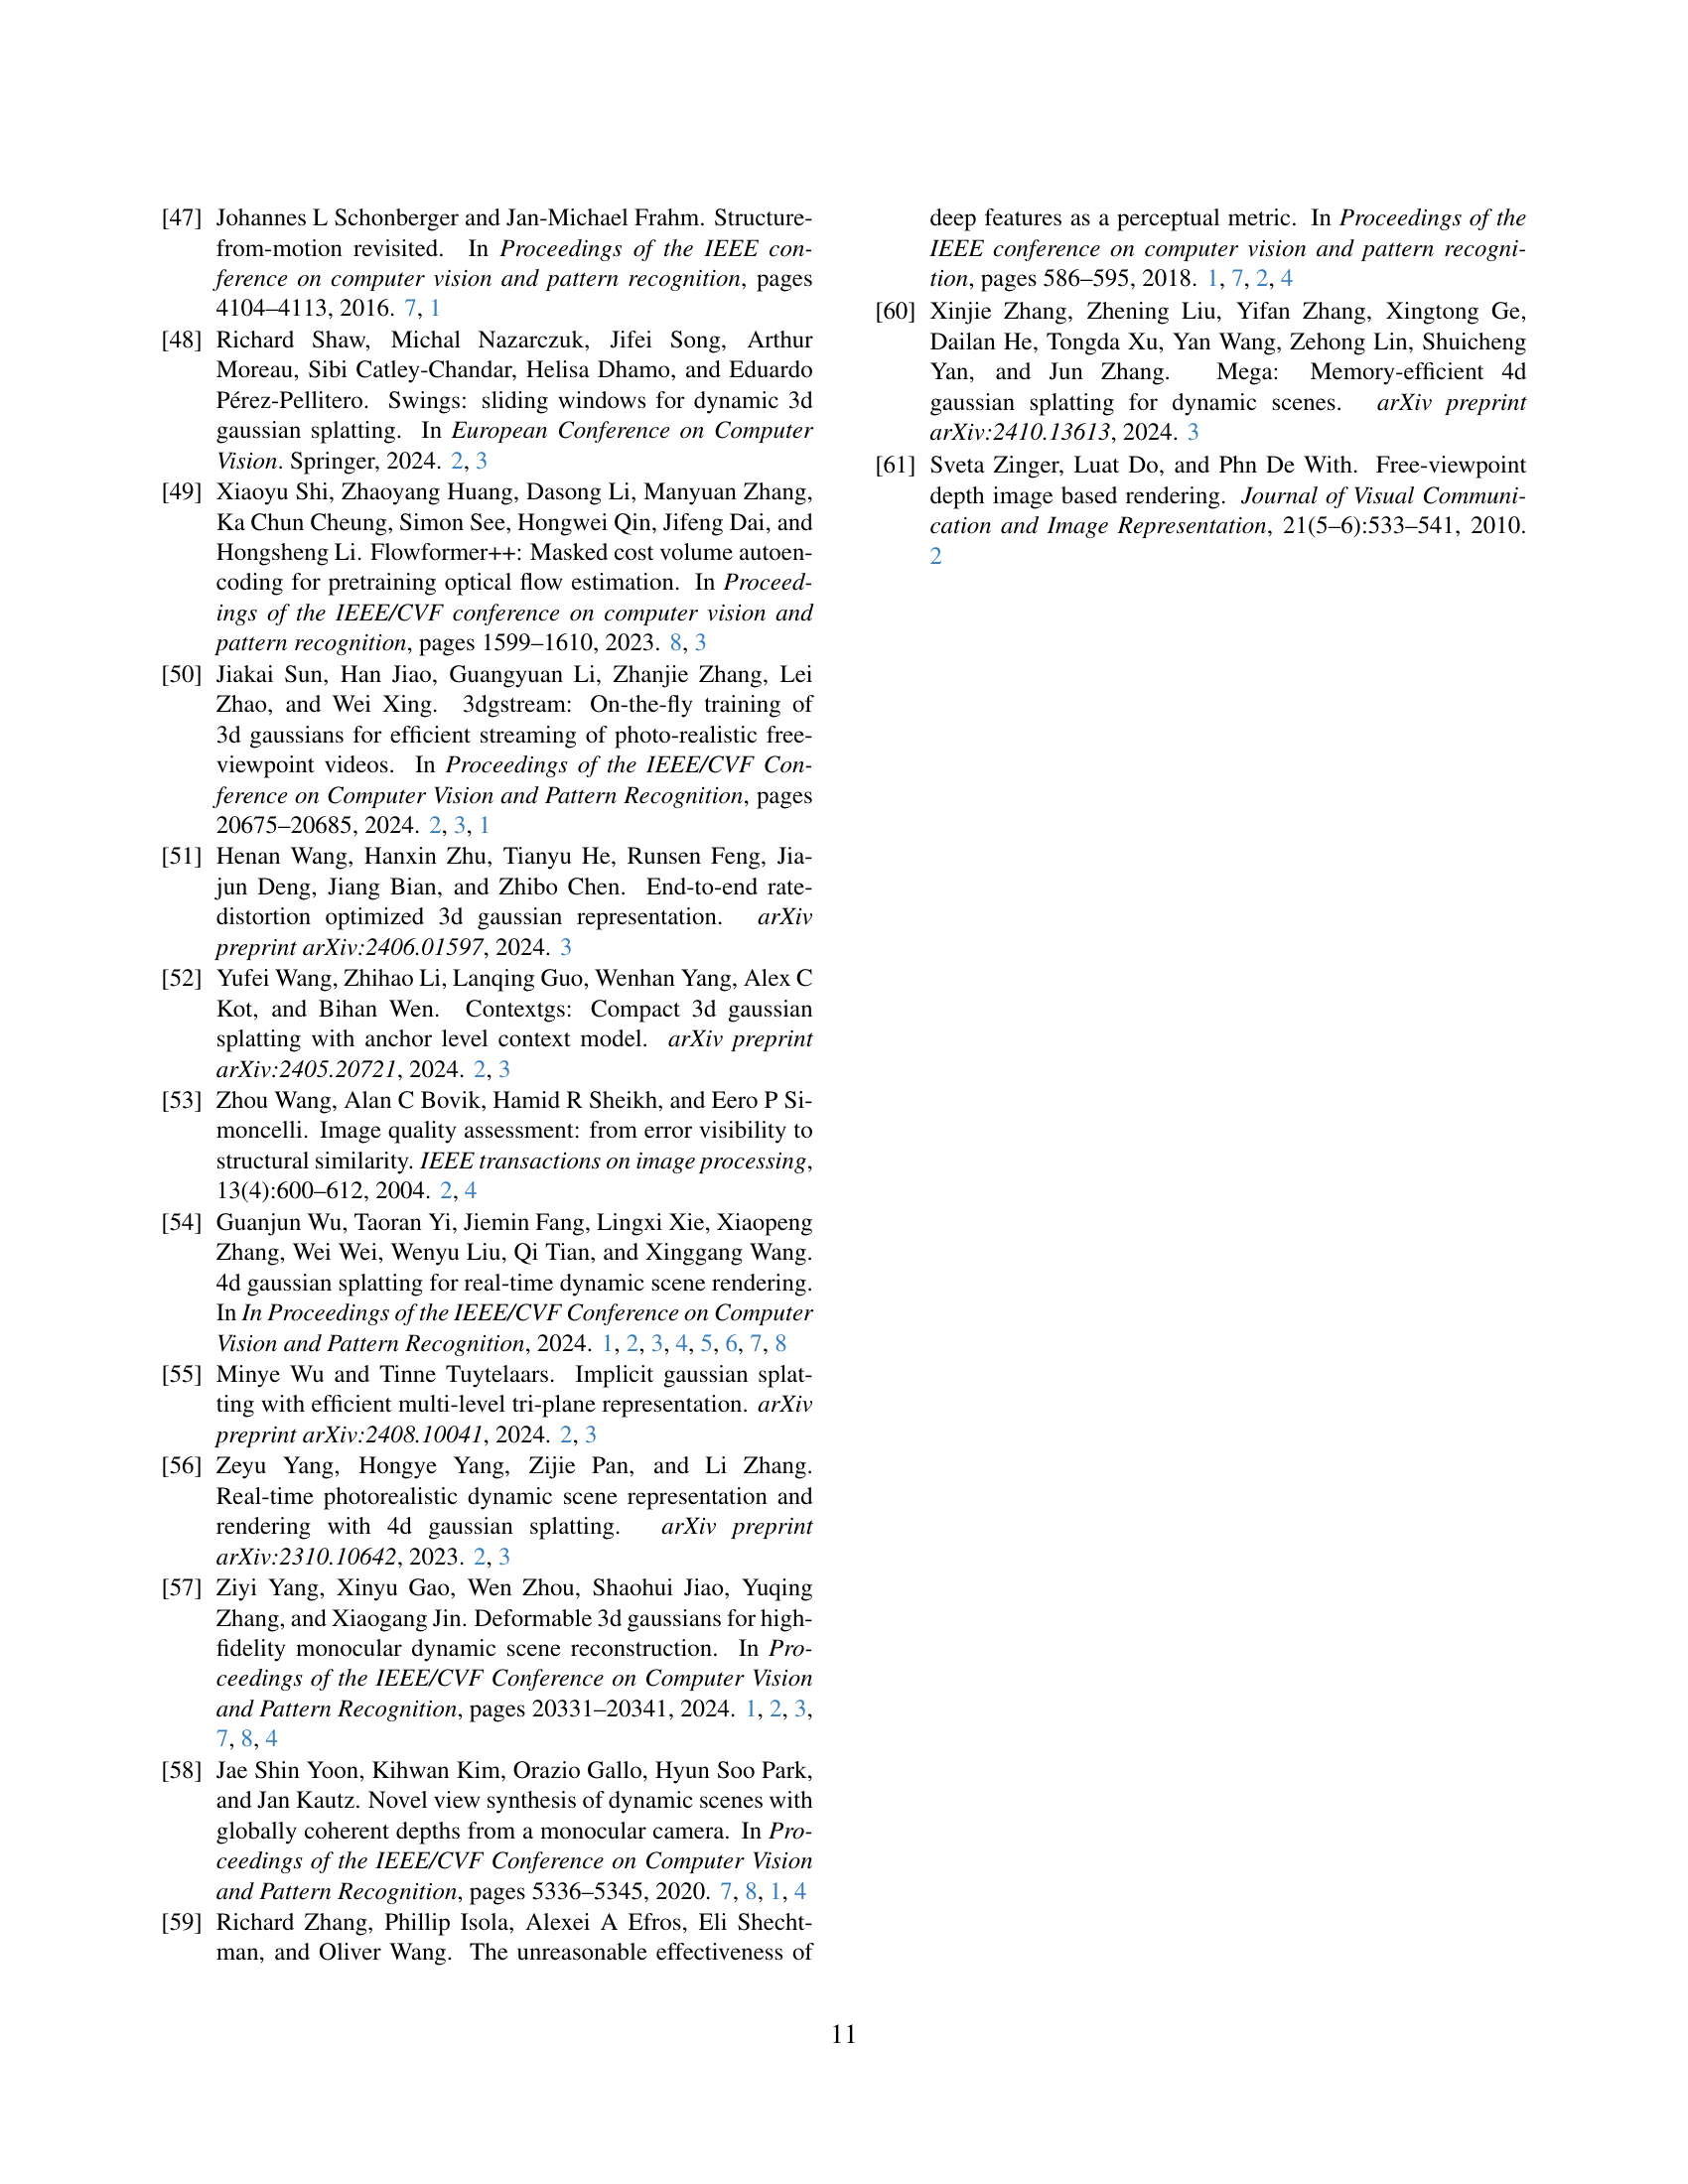 [47] Johannes L Schonberger and Jan-Michael Frahm. Structure-
from-motion revisited. In Proceedings of the IEEE con-
ference on computer vision and pattern recognition, pages
4104–4113, 2016. 7, 1
[48] Richard Shaw, Michal Nazarczuk, Jifei Song, Arthur
Moreau, Sibi Catley-Chandar, Helisa Dhamo, and Eduardo
Pérez-Pellitero. Swings: sliding windows for dynamic 3d
gaussian splatting. In European Conference on Computer
Vision. Springer, 2024. 2, 3
[49] Xiaoyu Shi, Zhaoyang Huang, Dasong Li, Manyuan Zhang,
Ka Chun Cheung, Simon See, Hongwei Qin, Jifeng Dai, and
Hongsheng Li. Flowformer++: Masked cost volume autoen-
coding for pretraining optical flow estimation. In Proceed-
ings of the IEEE/CVF conference on computer vision and
pattern recognition, pages 1599–1610, 2023. 8, 3
[50] Jiakai Sun, Han Jiao, Guangyuan Li, Zhanjie Zhang, Lei
Zhao, and Wei Xing. 3dgstream: On-the-fly training of
3d gaussians for efficient streaming of photo-realistic free-
viewpoint videos. In Proceedings of the IEEE/CVF Con-
ference on Computer Vision and Pattern Recognition, pages
20675–20685, 2024. 2, 3, 1
[51] Henan Wang, Hanxin Zhu, Tianyu He, Runsen Feng, Jia-
jun Deng, Jiang Bian, and Zhibo Chen. End-to-end rate-
distortion optimized 3d gaussian representation. arXiv
preprint arXiv:2406.01597, 2024. 3
[52] Yufei Wang, Zhihao Li, Lanqing Guo, Wenhan Yang, Alex C
Kot, and Bihan Wen. Contextgs: Compact 3d gaussian
splatting with anchor level context model. arXiv preprint
arXiv:2405.20721, 2024. 2, 3
[53] Zhou Wang, Alan C Bovik, Hamid R Sheikh, and Eero P Si-
moncelli. Image quality assessment: from error visibility to
structural similarity. IEEE transactions on image processing,
13(4):600–612, 2004. 2, 4
[54] Guanjun Wu, Taoran Yi, Jiemin Fang, Lingxi Xie, Xiaopeng
Zhang, Wei Wei, Wenyu Liu, Qi Tian, and Xinggang Wang.
4d gaussian splatting for real-time dynamic scene rendering.
In In Proceedings of the IEEE/CVF Conference on Computer
Vision and Pattern Recognition, 2024. 1, 2, 3, 4, 5, 6, 7, 8
[55] Minye Wu and Tinne Tuytelaars. Implicit gaussian splat-
ting with efficient multi-level tri-plane representation. arXiv
preprint arXiv:2408.10041, 2024. 2, 3
[56] Zeyu Yang, Hongye Yang, Zijie Pan, and Li Zhang.
Real-time photorealistic dynamic scene representation and
rendering with 4d gaussian splatting. arXiv preprint
arXiv:2310.10642, 2023. 2, 3
[57] Ziyi Yang, Xinyu Gao, Wen Zhou, Shaohui Jiao, Yuqing
Zhang, and Xiaogang Jin. Deformable 3d gaussians for high-
fidelity monocular dynamic scene reconstruction. In Pro-
ceedings of the IEEE/CVF Conference on Computer Vision
and Pattern Recognition, pages 20331–20341, 2024. 1, 2, 3,
7, 8, 4
[58] Jae Shin Yoon, Kihwan Kim, Orazio Gallo, Hyun Soo Park,
and Jan Kautz. Novel view synthesis of dynamic scenes with
globally coherent depths from a monocular camera. In Pro-
ceedings of the IEEE/CVF Conference on Computer Vision
and Pattern Recognition, pages 5336–5345, 2020. 7, 8, 1, 4
[59] Richard Zhang, Phillip Isola, Alexei A Efros, Eli Shecht-
man, and Oliver Wang. The unreasonable effectiveness of
deep features as a perceptual metric. In Proceedings of the
IEEE conference on computer vision and pattern recogni-
tion, pages 586–595, 2018. 1, 7, 2, 4
[60] Xinjie Zhang, Zhening Liu, Yifan Zhang, Xingtong Ge,
Dailan He, Tongda Xu, Yan Wang, Zehong Lin, Shuicheng
Yan, and Jun Zhang. Mega: Memory-efficient 4d
gaussian splatting for dynamic scenes. arXiv preprint
arXiv:2410.13613, 2024. 3
[61] Sveta Zinger, Luat Do, and Phn De With. Free-viewpoint
depth image based rendering. Journal of Visual Communi-
cation and Image Representation, 21(5–6):533–541, 2010.
2
11